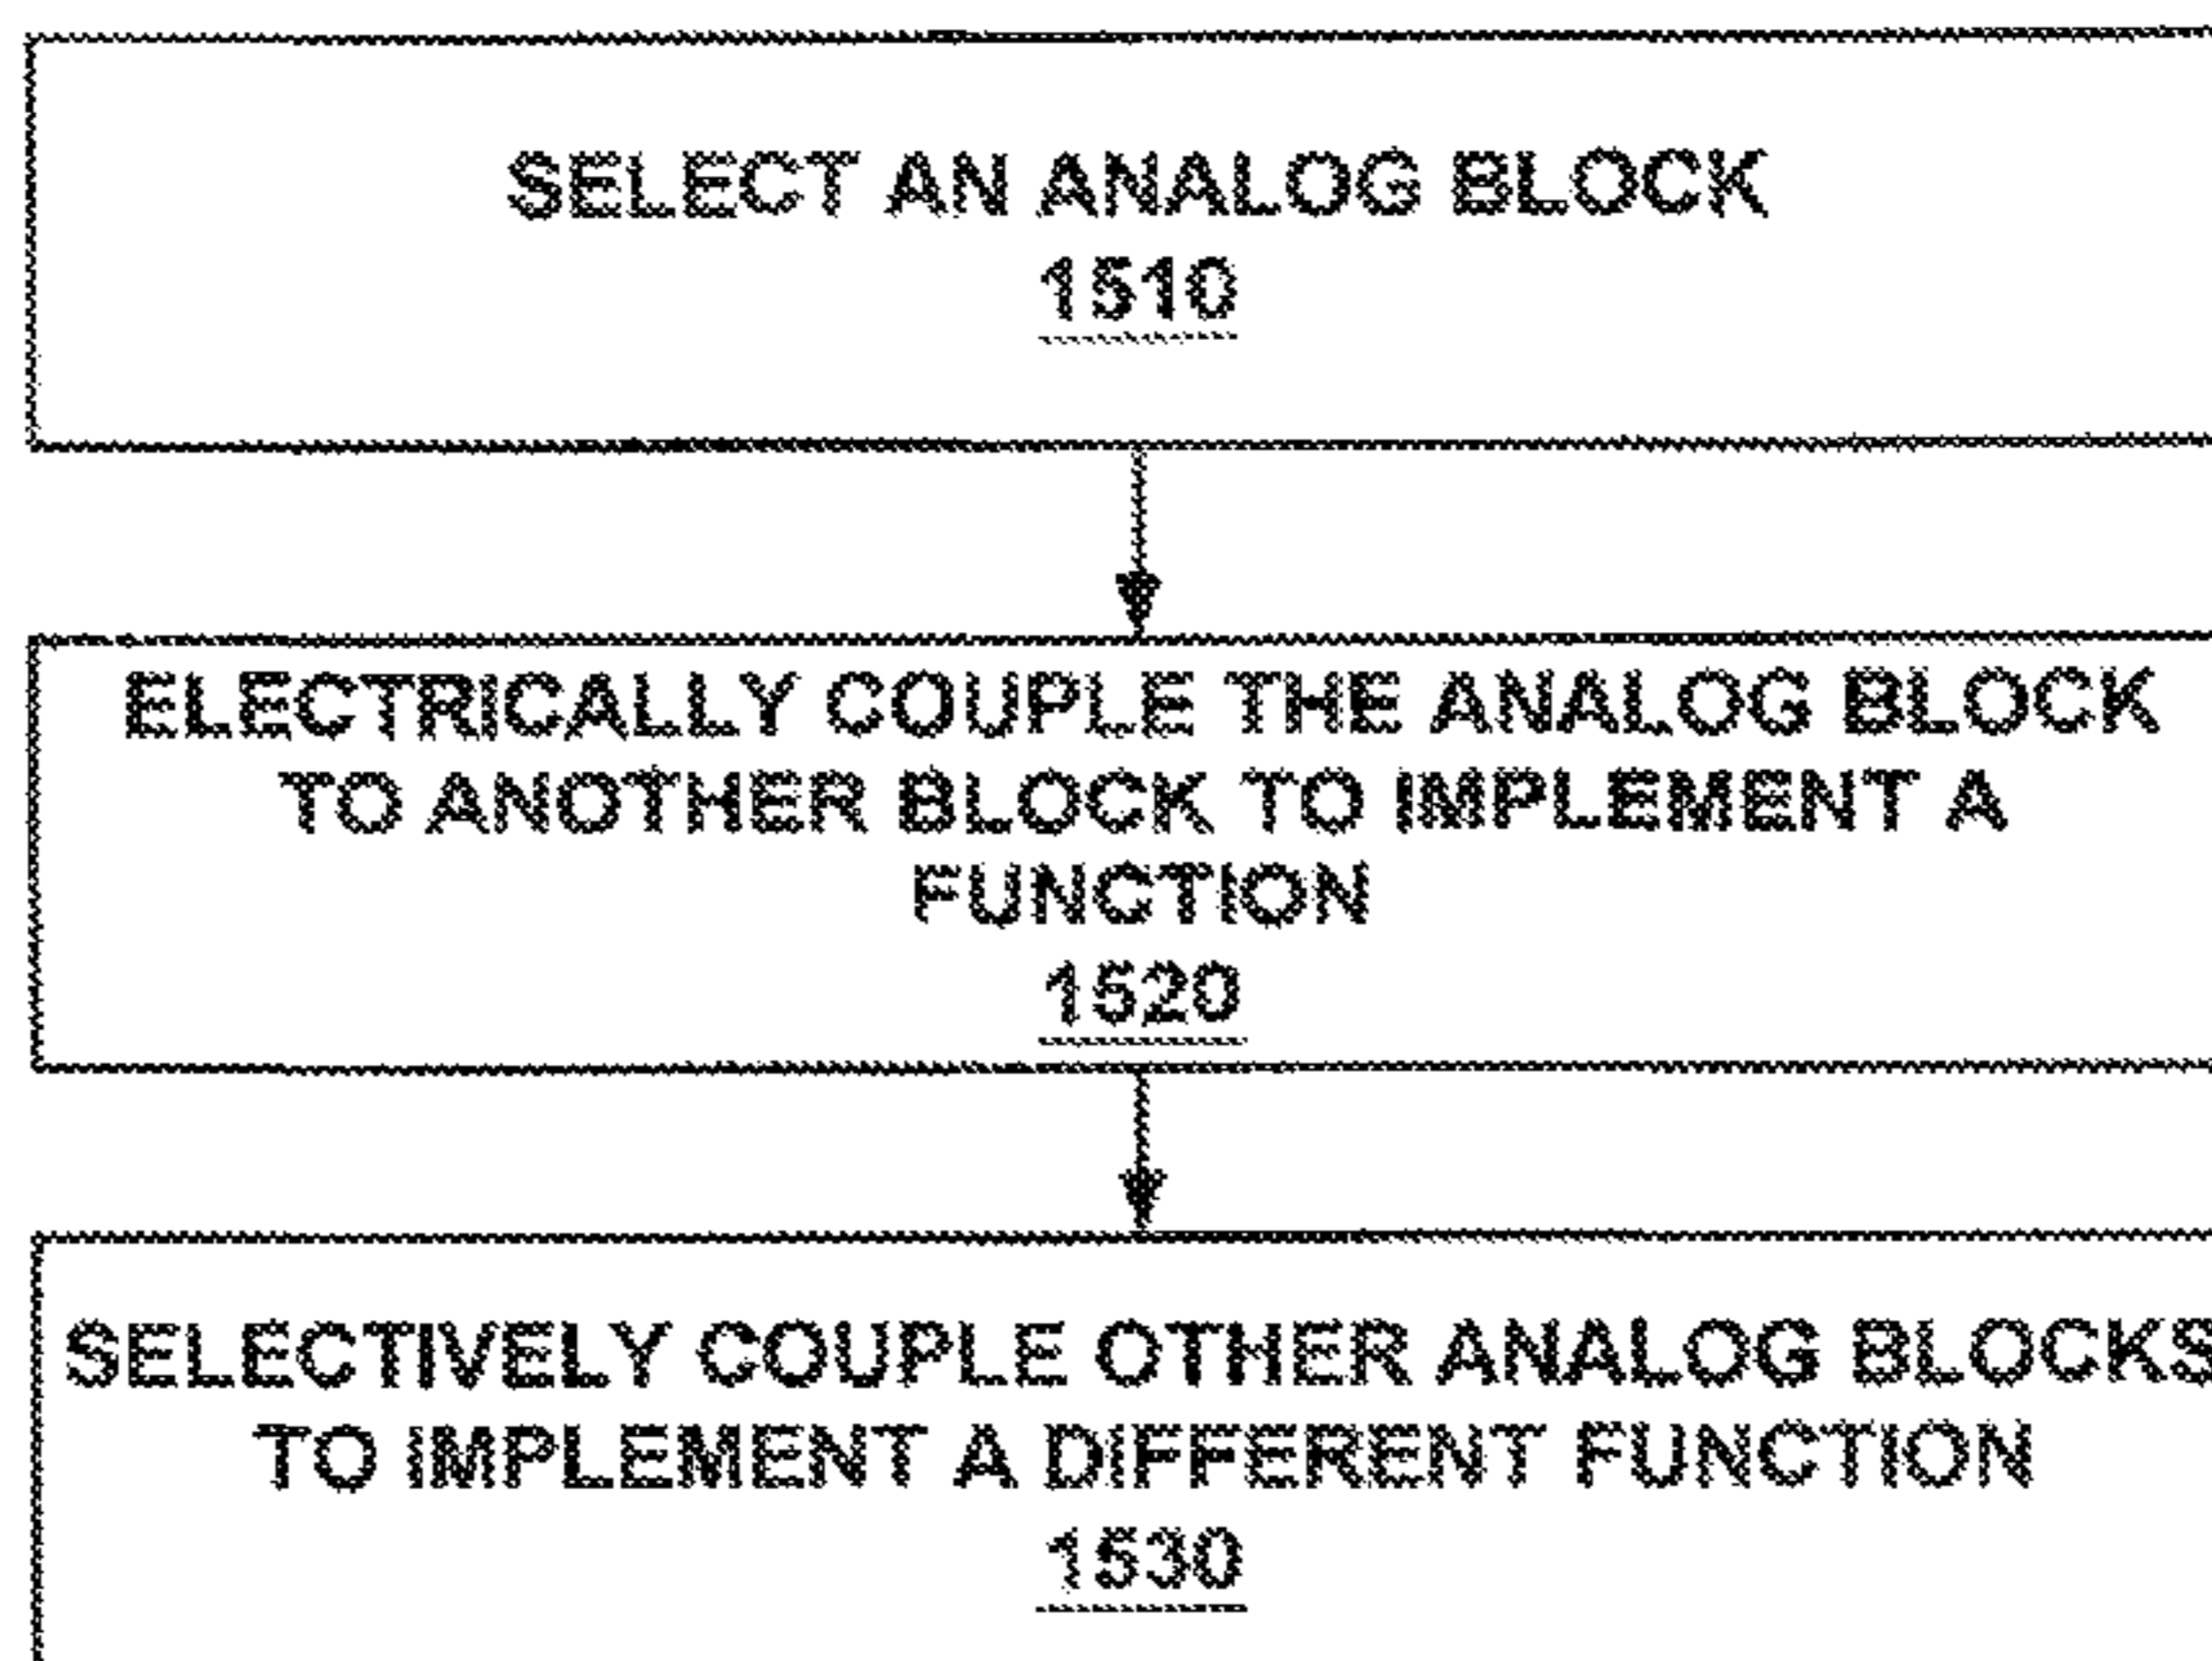 SELECT AN ANALOG BLOCK
1510
ELECTRICALLY COUPLE THE ANALOG BLOCK
TO ANOTHER BLOCK TO IMPLEMENT A
FUNCTION
1520
SELECTIVELY COUPLE OTHER ANALOG BLOCKS
TO IMPLEMENT A DIFFERENT FUNCTION
1530